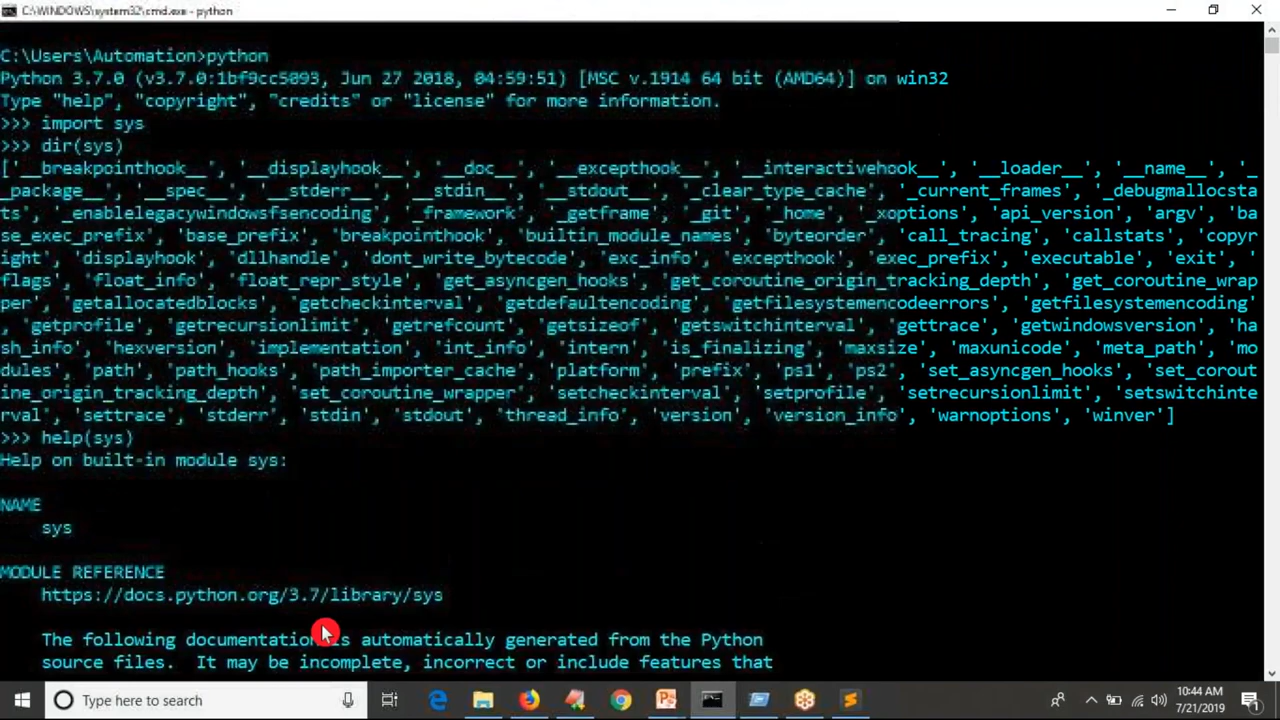 C:\WINDOWS\system32\cmd.exe - python
C:\Users\Automation>python
Python 3.7.0 (v3.7.0:1bf9cc5093, Jun 27 2018, 04:59:51) [MSC v.1914 64 bit (AMD64)] on win32
Type "help", "copyright", "credits" or "license" for more information.
>>> import sys
>>> dir(sys)
['__breakpointhook__', '__displayhook__', '__doc__', '__excepthook__', '__interactivehook__', '__loader__', '__name__', '_
_package__', '__spec__', '__stderr__', '__stdin__', '__stdout__', '_clear_type_cache', '_current_frames', '_debugmallocsta
ts', '_enablelegacywindowsfsencoding', '_framework', '_getframe', '_git', '_home', '_xoptions', 'api_version', 'argv', 'ba
se_exec_prefix', 'base_prefix', 'breakpointhook', 'builtin_module_names', 'byteorder', 'call_tracing', 'callstats', 'copyr
ight', 'displayhook', 'dllhandle', 'dont_write_bytecode', 'exc_info', 'excepthook', 'exec_prefix', 'executable', 'exit', '
flags', 'float_info', 'float_repr_style', 'get_asyncgen_hooks', 'get_coroutine_origin_tracking_depth', 'get_coroutine_wrap
per', 'getallocatedblocks', 'getcheckinterval', 'getdefaultencoding', 'getfilesystemencodeerrors', 'getfilesystemencoding'
, 'getprofile', 'getrecursionlimit', 'getrefcount', 'getsizeof', 'getswitchinterval', 'gettrace', 'getwindowsversion', 'ha
sh_info', 'hexversion', 'implementation', 'int_info', 'intern', 'is_finalizing', 'maxsize', 'maxunicode', 'meta_path', 'mo
dules', 'path', 'path_hooks', 'path_importer_cache', 'platform', 'prefix', 'ps1', 'ps2', 'set_asyncgen_hooks', 'set_corout
ine_origin_tracking_depth', 'set_coroutine_wrapper', 'setcheckinterval', 'setprofile', 'setrecursionlimit', 'setswitchinte
rval', 'settrace', 'stderr', 'stdin', 'stdout', 'thread_info', 'version', 'version_info', 'warnoptions', 'winver']
>>> help(sys)
Help on built-in module sys:
NAME
sys
MODULE REFERENCE
https://docs.python.org/3.7/library/sys
The following documentation is automatically generated from the Python
source files.  It may be incomplete, incorrect or include features that
Type here to search
10:44 AM
7/21/2019